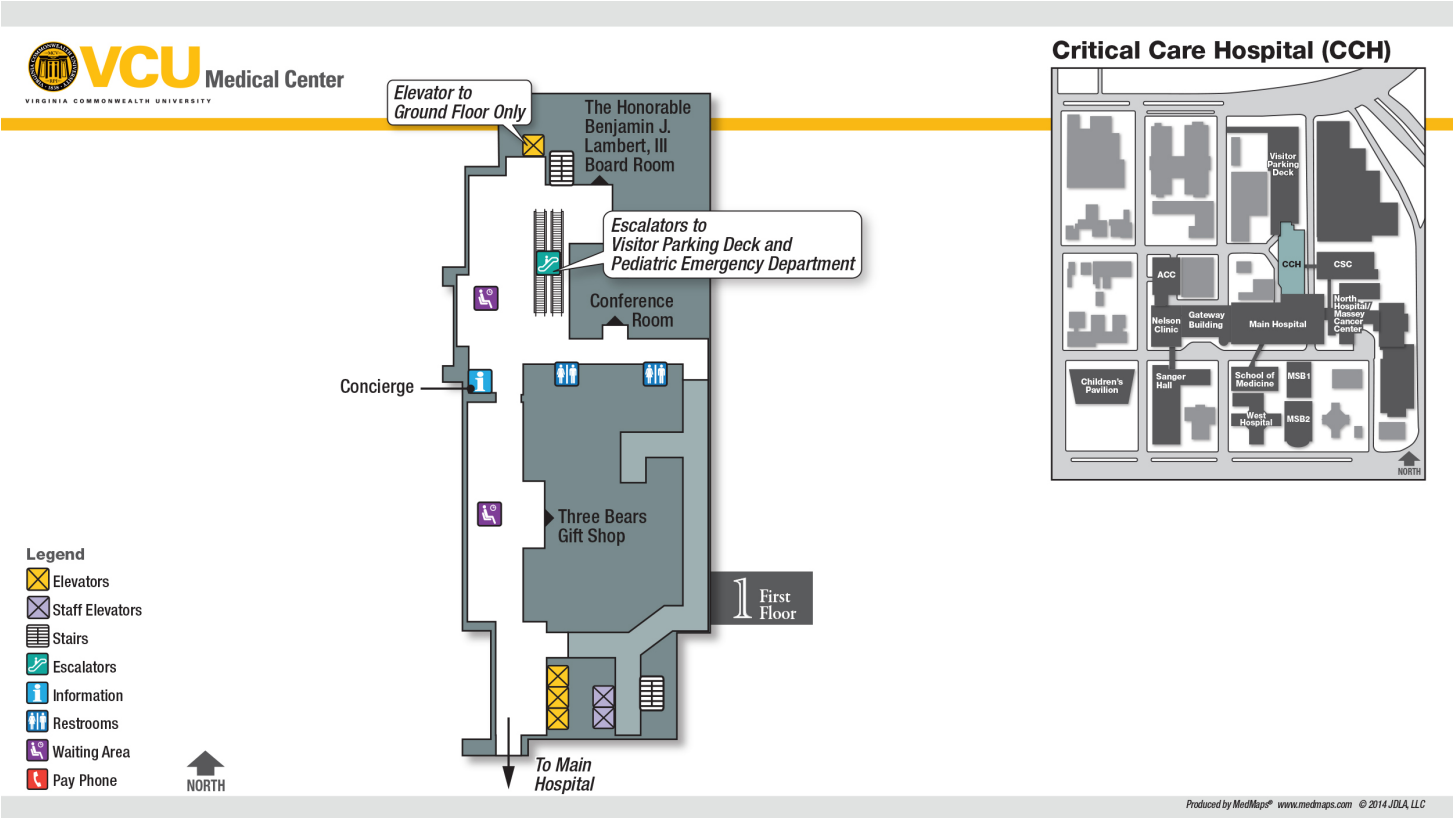 VCU Medical Center
VIRGINIA COMMONWEALTH UNIVERSITY
Elevator to
Ground Floor Only
The Honorable
Benjamin J.
Lambert, III
Board Room
Escalators to
Visitor Parking Deck and
Pediatric Emergency Department
Conference
Room
Concierge
Three Bears
Gift Shop
1 First
Floor
To Main
Hospital
Legend
Elevators
Staff Elevators
Stairs
Escalators
Information
Restrooms
Waiting Area
Pay Phone
NORTH
Critical Care Hospital (CCH)
Visitor
Parking
Deck
CCH
CSC
ACC
North
Hospital/
Massey
Cancer
Center
Nelson
Clinic
Gateway
Building
Main Hospital
Children's
Pavilion
Sanger
Hall
School of
Medicine
MSB1
West
Hospital
MSB2
NORTH
Produced by MedMaps® www.medmaps.com © 2014 JDLA, LLC